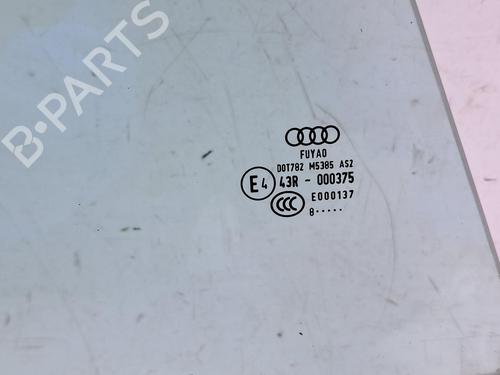 B-PARTS
FUYAO
DOT782 M5385 AS2
E4 43R - 000375
CCC E000137
8·····